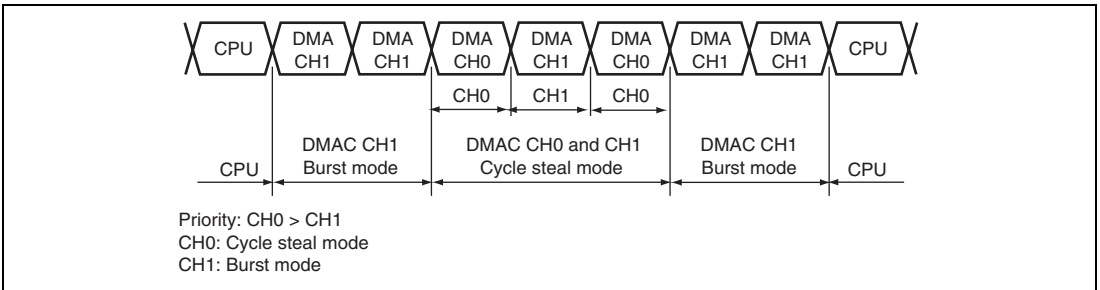 CPU DMA CH1 DMA CH1 DMA CH0 DMA CH1 DMA CH0 DMA CH1 DMA CH1 CPU
CH0 CH1 CH0
CPU DMAC CH1 Burst mode DMAC CH0 and CH1 Cycle steal mode DMAC CH1 Burst mode CPU
Priority: CH0 > CH1
CH0: Cycle steal mode
CH1: Burst mode